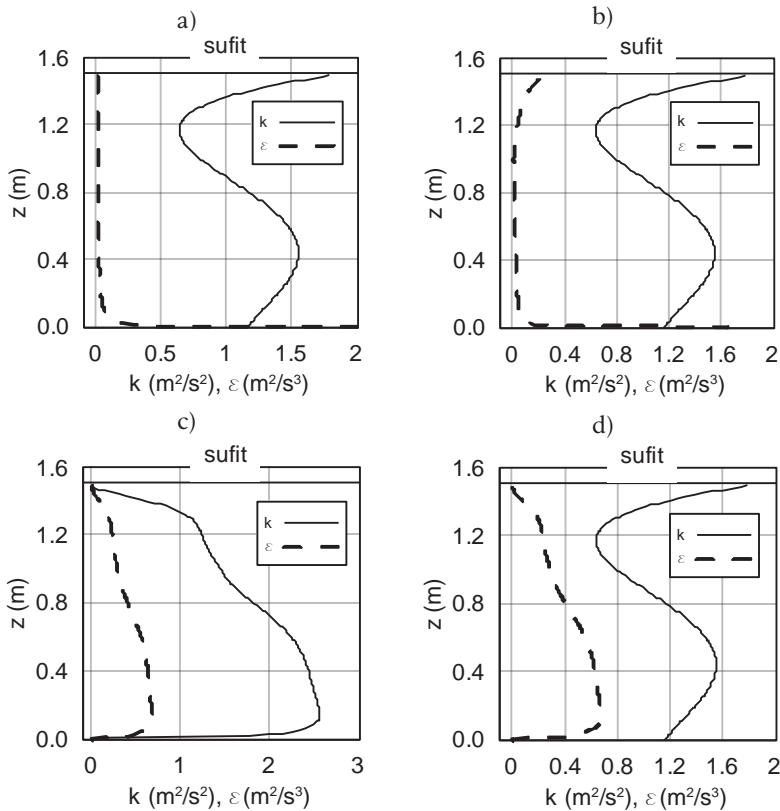 a)
sufit
1.6
1.2
0.8
0.4
0.0
z (m)
k
ε
0 0.5 1 1.5 2
k (m²/s²), ε(m²/s³)
b)
sufit
1.6
1.2
0.8
0.4
0.0
z (m)
k
ε
0 0.4 0.8 1.2 1.6 2
k (m²/s²), ε(m²/s³)
c)
sufit
1.6
1.2
0.8
0.4
0.0
z (m)
k
ε
0 1 2 3
k (m²/s²), ε(m²/s³)
d)
sufit
1.6
1.2
0.8
0.4
0.0
z (m)
k
ε
0 0.4 0.8 1.2 1.6 2
k (m²/s²), ε(m²/s³)